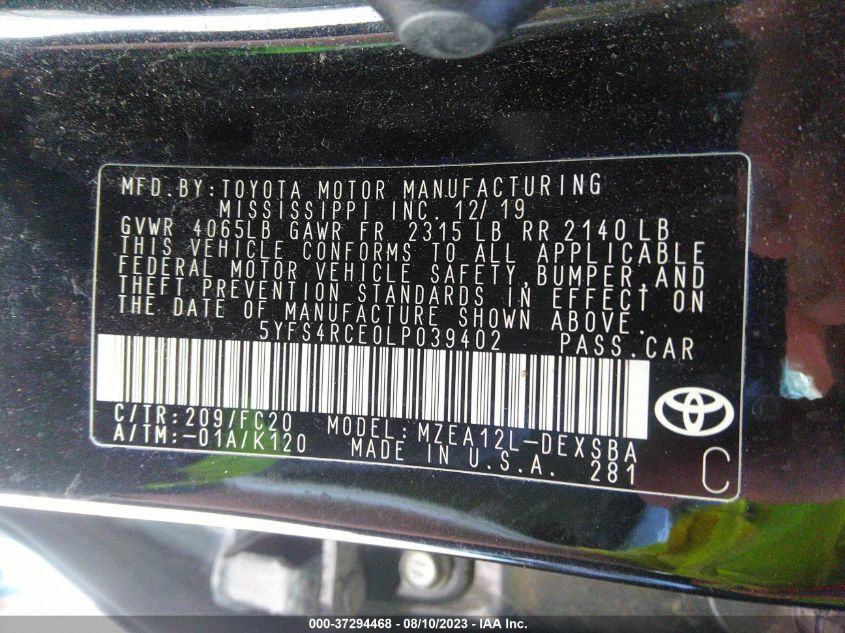 MFD.BY:TOYOTA MOTOR MANUFACTURING
MISSISSIPPI INC. 12/19
GVWR 4065LB GAWR FR 2315 LB RR 2140 LB
THIS VEHICLE CONFORMS TO ALL APPLICABLE
FEDERAL MOTOR VEHICLE SAFETY,BUMPER,AND
THEFT PREVENTION STANDARDS IN EFFECT ON
THE DATE OF MANUFACTURE SHOWN ABOVE.
5YFS4RCE0LP039402 PASS.CAR
C/TR:209/FC20 MODEL:MZEA12L-DEXSBA
A/TM:-01A/K120 MADE IN U.S.A. 281
C
000-37294468 - 08/10/2023 - IAA Inc.